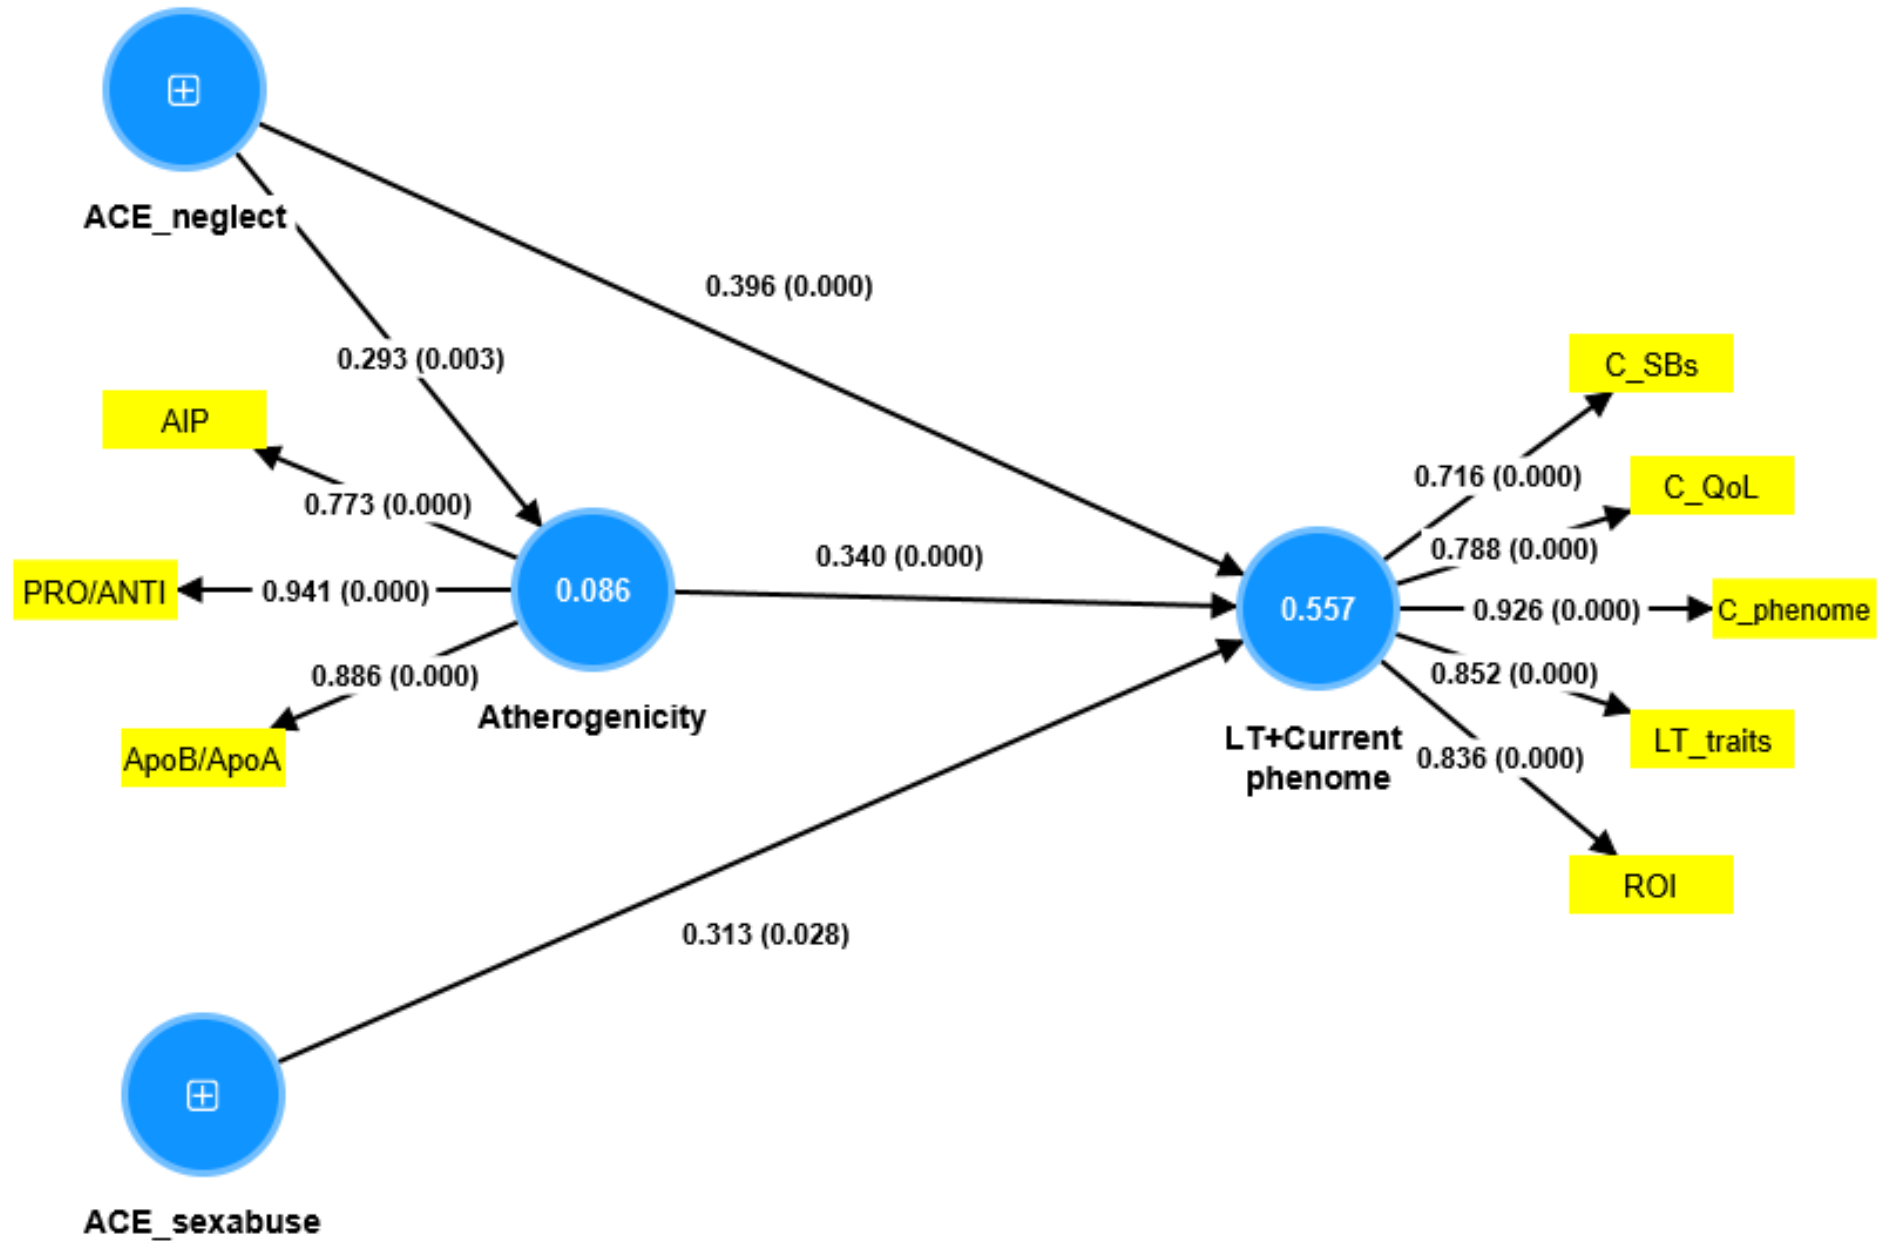 ACE_neglect
0.396 (0.000)
0.293 (0.003)
AIP
0.773 (0.000)
PRO/ANTI
0.941 (0.000)
0.086
0.886 (0.000)
ApoB/ApoA
Atherogenicity
0.340 (0.000)
0.557
LT+Current
phenome
C_SBs
0.716 (0.000)
C_QoL
0.788 (0.000)
0.926 (0.000)
C_phenome
0.852 (0.000)
LT_traits
0.836 (0.000)
ROI
0.313 (0.028)
ACE_sexabuse